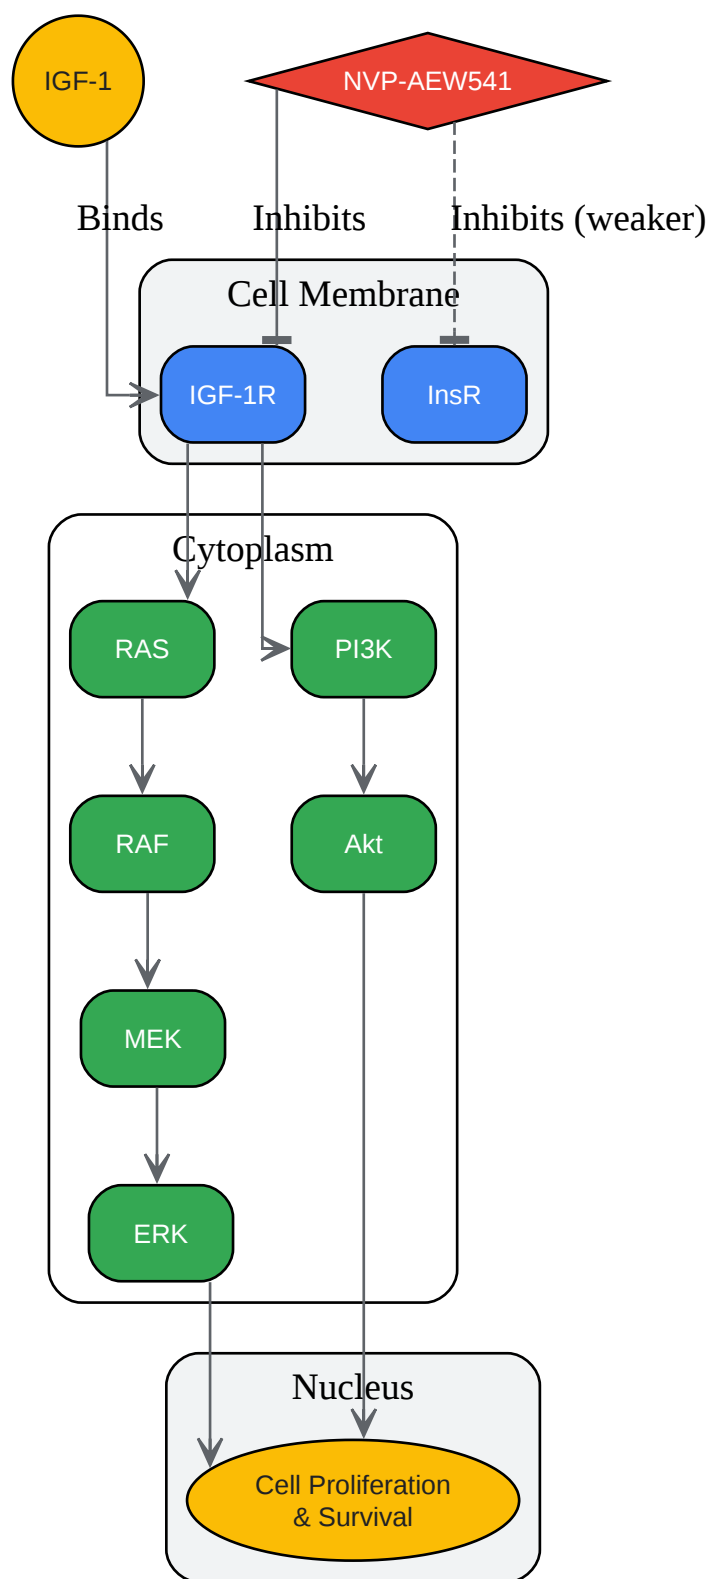 IGF-1
NVP-AEW541
Binds
Inhibits
Inhibits (weaker)
Cell Membrane
IGF-1R
InsR
Cytoplasm
RAS
PI3K
RAF
Akt
MEK
ERK
Nucleus
Cell Proliferation
& Survival